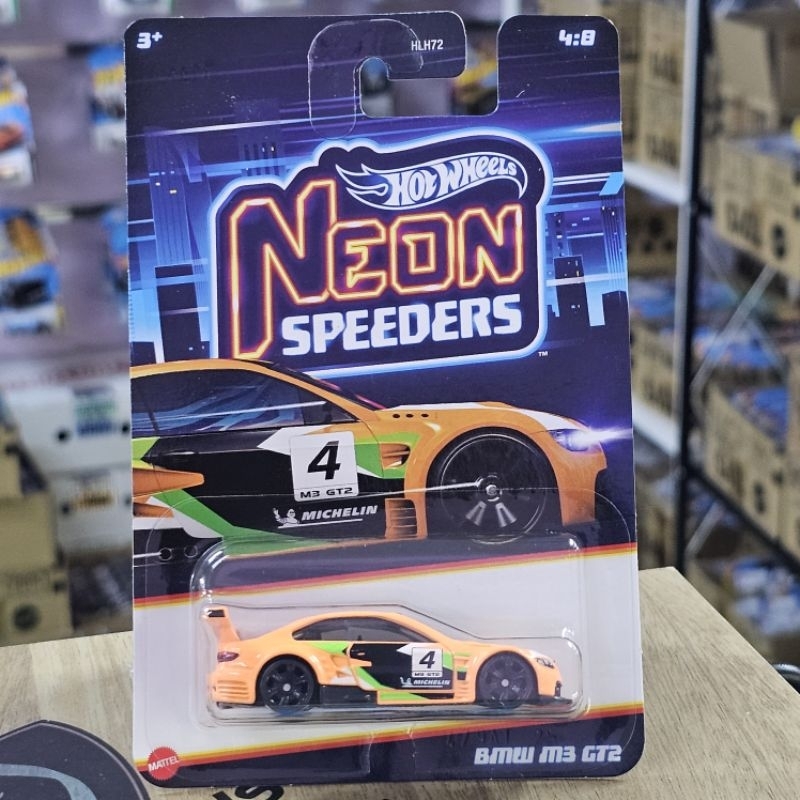 3+
HLH72
4:8
HOT WHEELS
NEON
SPEEDERS
™
4
M3 GT2
MICHELIN
4
M3 GT2
MICHELIN
MATTEL
BMW M3 GT2